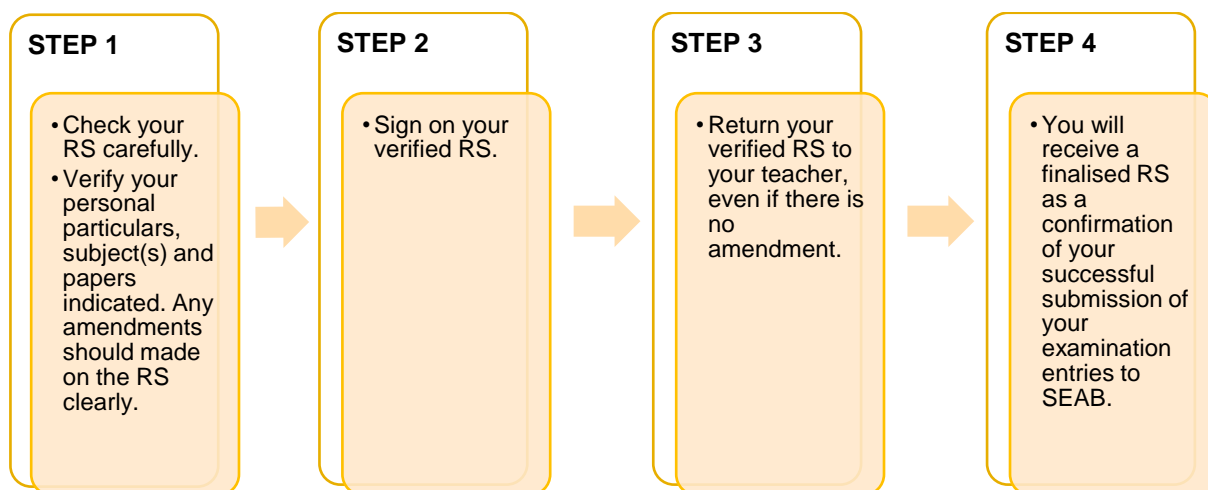 STEP 1
• Check your
RS carefully.
• Verify your
personal
particulars,
subject(s) and
papers
indicated. Any
amendments
should made
on the RS
clearly.
STEP 2
• Sign on your
verified RS.
STEP 3
• Return your
verified RS to
your teacher,
even if there is
no
amendment.
STEP 4
• You will
receive a
finalised RS
as a
confirmation
of your
successful
submission of
your
examination
entries to
SEAB.